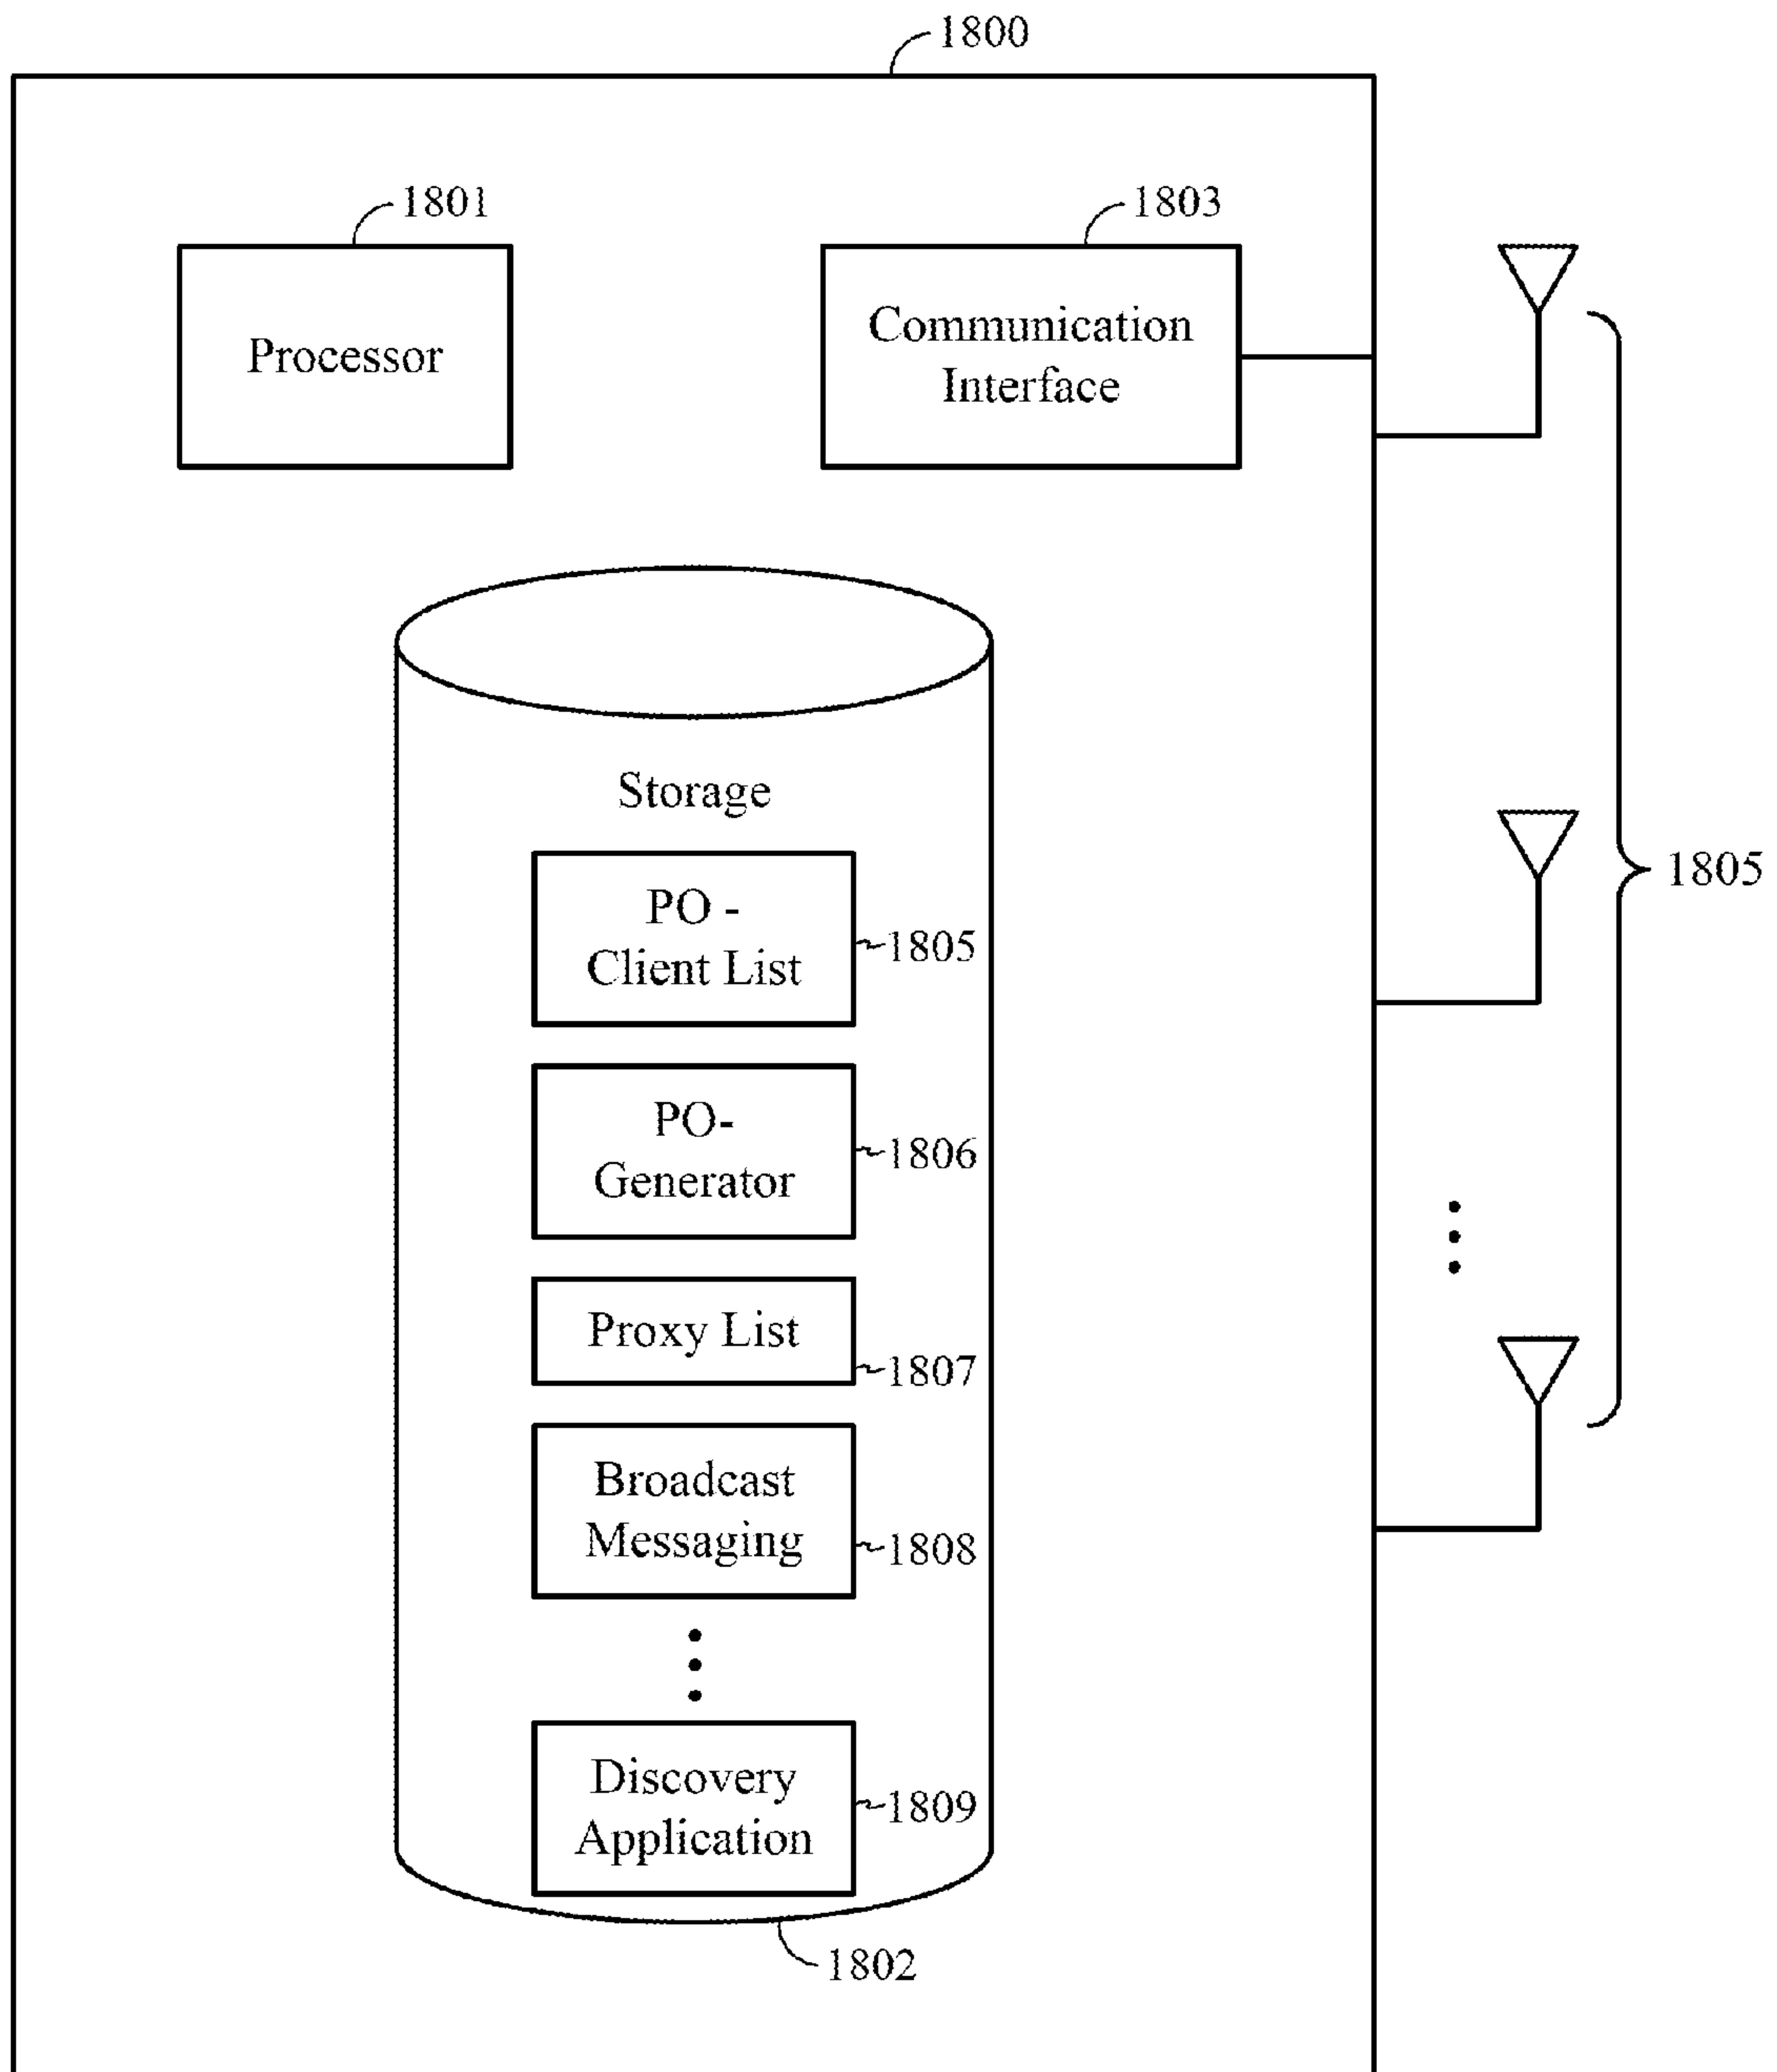 1800
1801
1803
Processor
Communication
Interface
Storage
PO -
Client List
1805
1805
PO-
Generator
1806
Proxy List
1807
Broadcast
Messaging
1808
Discovery
Application
1809
1802